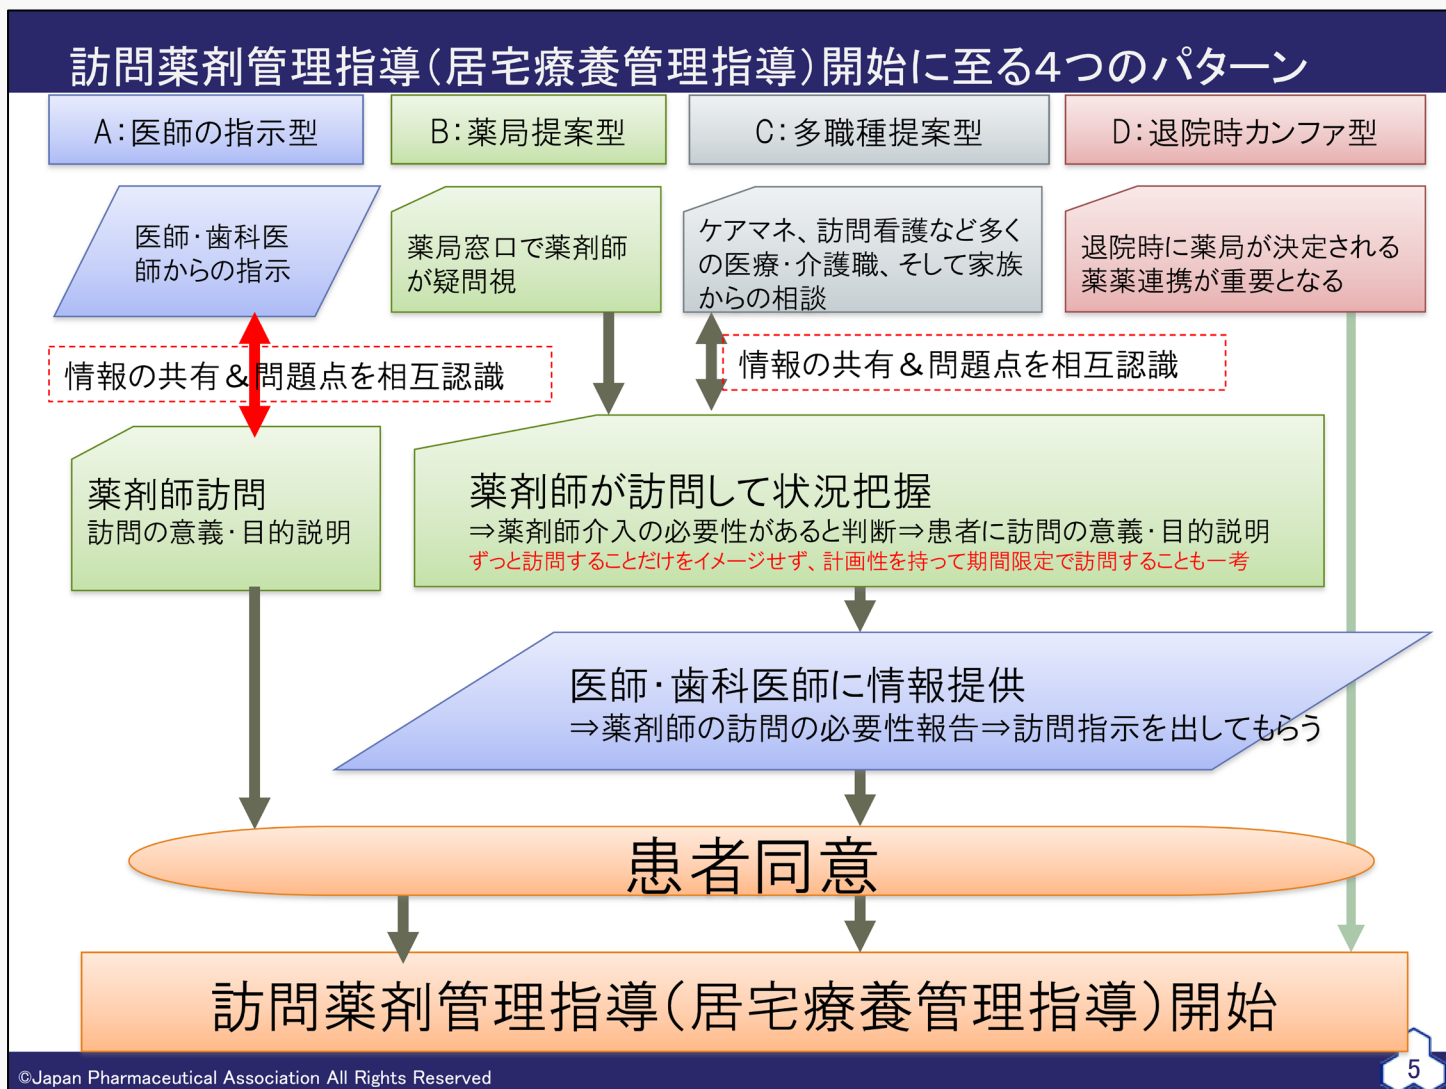 訪問薬剤管理指導(居宅療養管理指導)開始に至る4つのパターン
A:医師の指示型
B:薬局提案型
C:多職種提案型
D:退院時カンファ型
医師・歯科医
師からの指示
薬局窓口で薬剤師
が疑問視
ケアマネ、訪問看護など多く
の医療・介護職、そして家族
からの相談
退院時に薬局が決定される
薬薬連携が重要となる
情報の共有&問題点を相互認識
情報の共有&問題点を相互認識
薬剤師訪問
訪問の意義・目的説明
薬剤師が訪問して状況把握
⇒薬剤師介入の必要性があると判断⇒患者に訪問の意義・目的説明
ずっと訪問することだけをイメージせず、計画性を持って期間限定で訪問することも一考
医師・歯科医師に情報提供
⇒薬剤師の訪問の必要性報告⇒訪問指示を出してもらう
患者同意
訪問薬剤管理指導(居宅療養管理指導)開始
©Japan Pharmaceutical Association All Rights Reserved
5